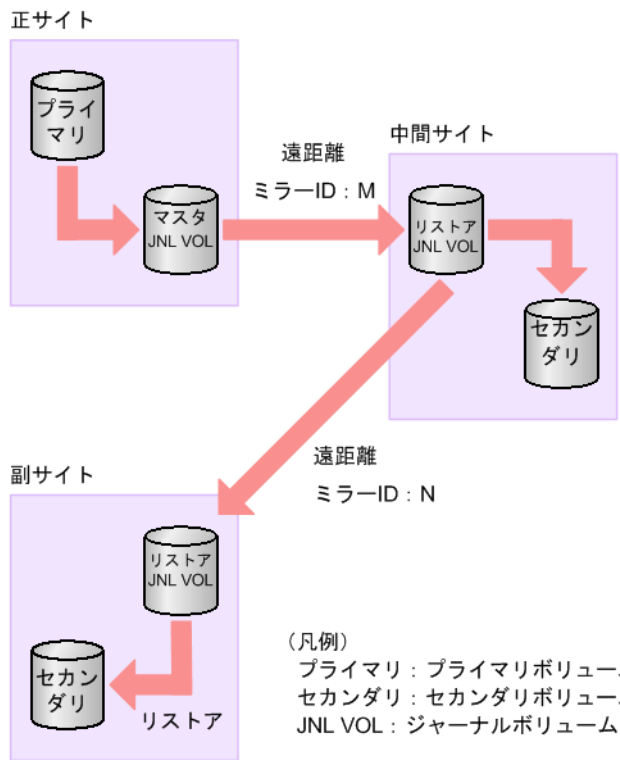 正サイト
プライ
マリ
マスタ
JNL VOL
遠距離
ミラーID：M
中間サイト
リストア
JNL VOL
セカン
ダリ
遠距離
ミラーID：N
副サイト
リストア
JNL VOL
セカン
ダリ
リストア
（凡例）
プライマリ：プライマリボリュー
セカンダリ：セカンダリボリュー
JNL VOL：ジャーナルボリューム